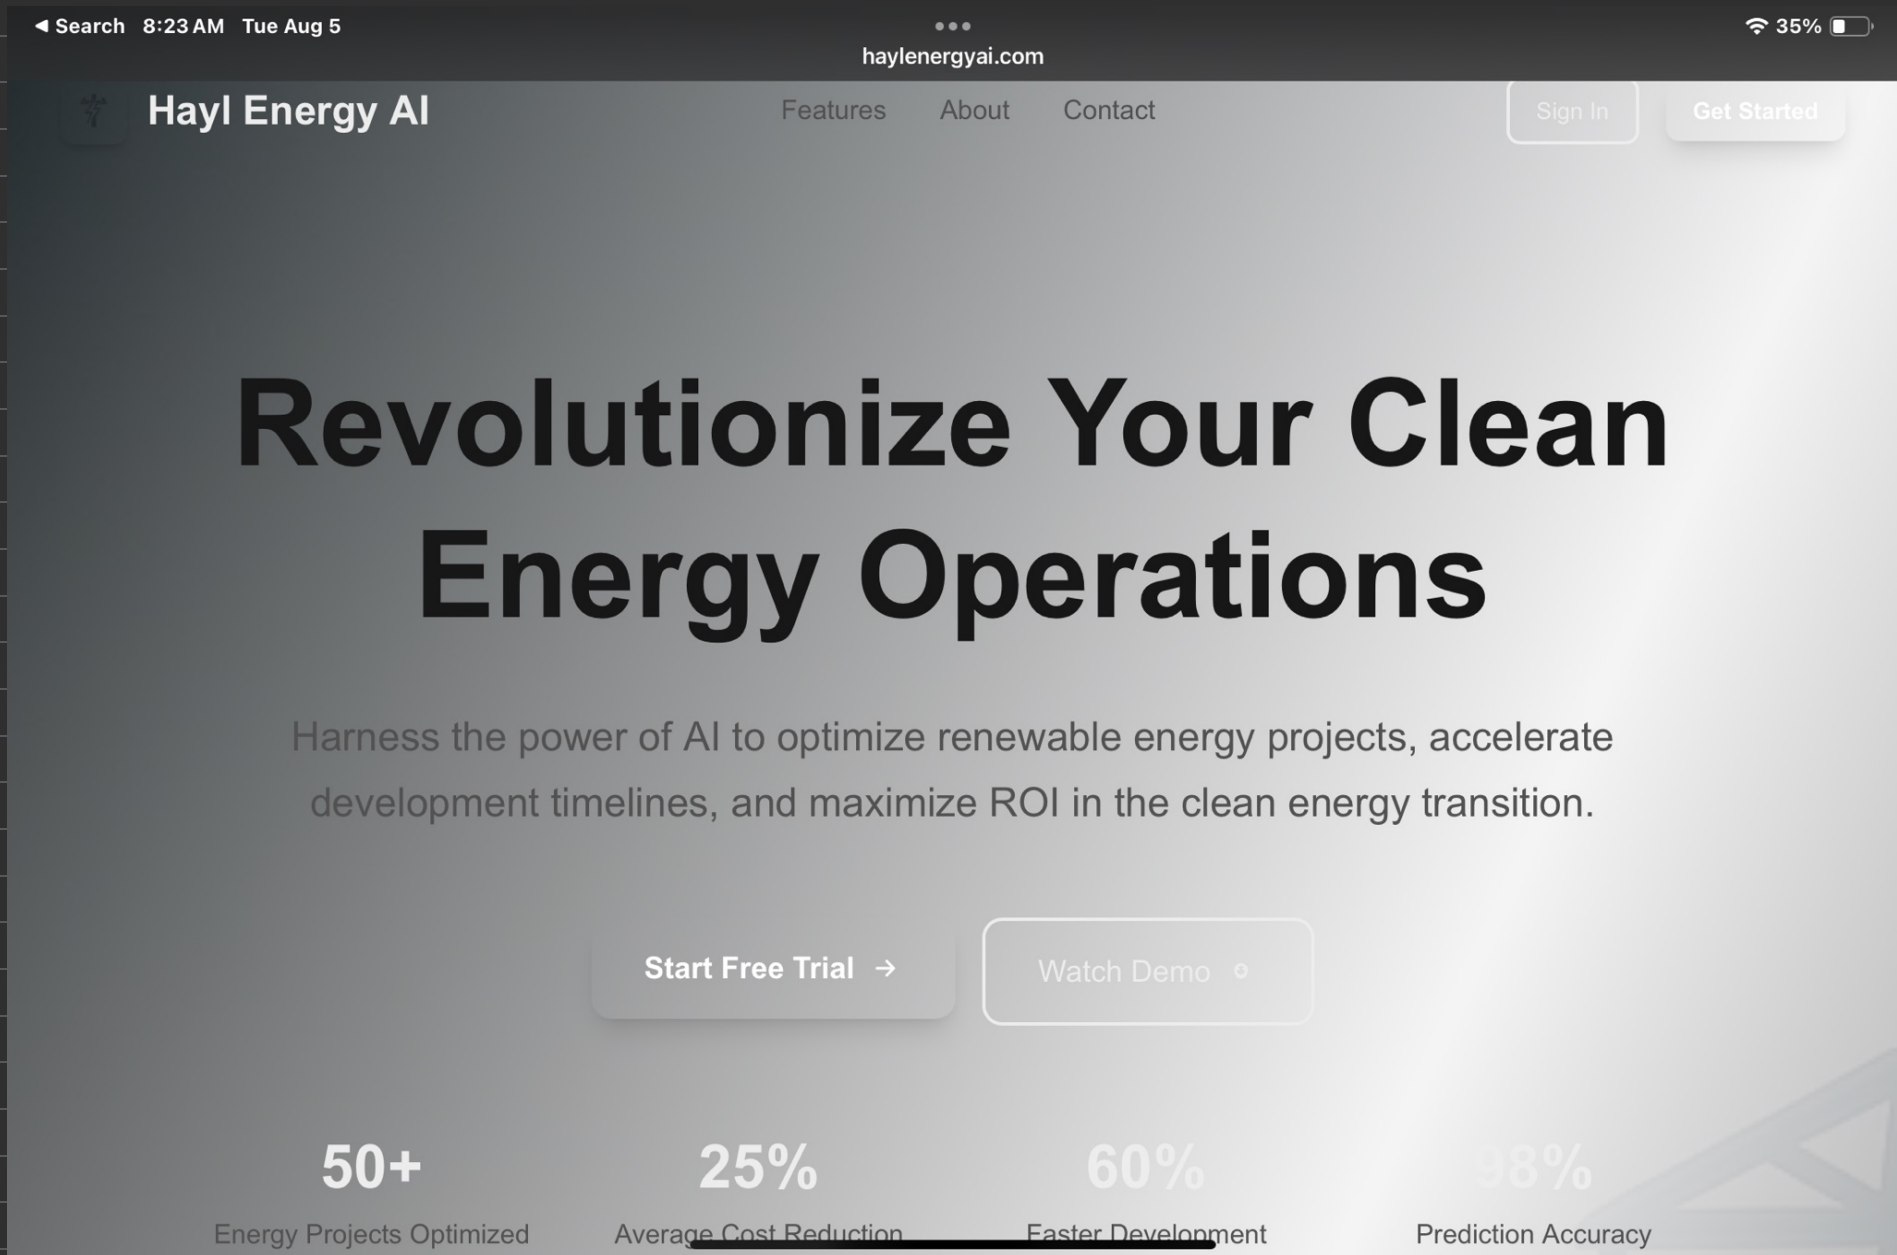 Search 8:23 AM Tue Aug 5
35%
haylenergyai.com
Hayl Energy AI
Features
About
Contact
Sign In
Get Started
Revolutionize Your Clean
Energy Operations
Harness the power of AI to optimize renewable energy projects, accelerate
development timelines, and maximize ROI in the clean energy transition.
Start Free Trial →
Watch Demo
50+
25%
60%
98%
Energy Projects Optimized
Average Cost Reduction
Faster Development
Prediction Accuracy